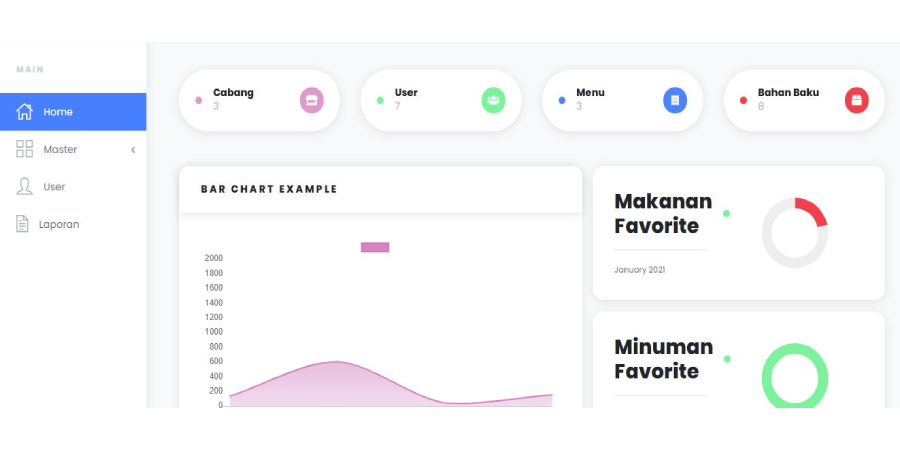 MAIN
Home
Master
User
Laporan
Cabang
3
User
7
Menu
3
Bahan Baku
8
BAR CHART EXAMPLE
2000
1800
1600
1400
1200
1000
800
600
400
200
0
Makanan
Favorite
January 2021
Minuman
Favorite